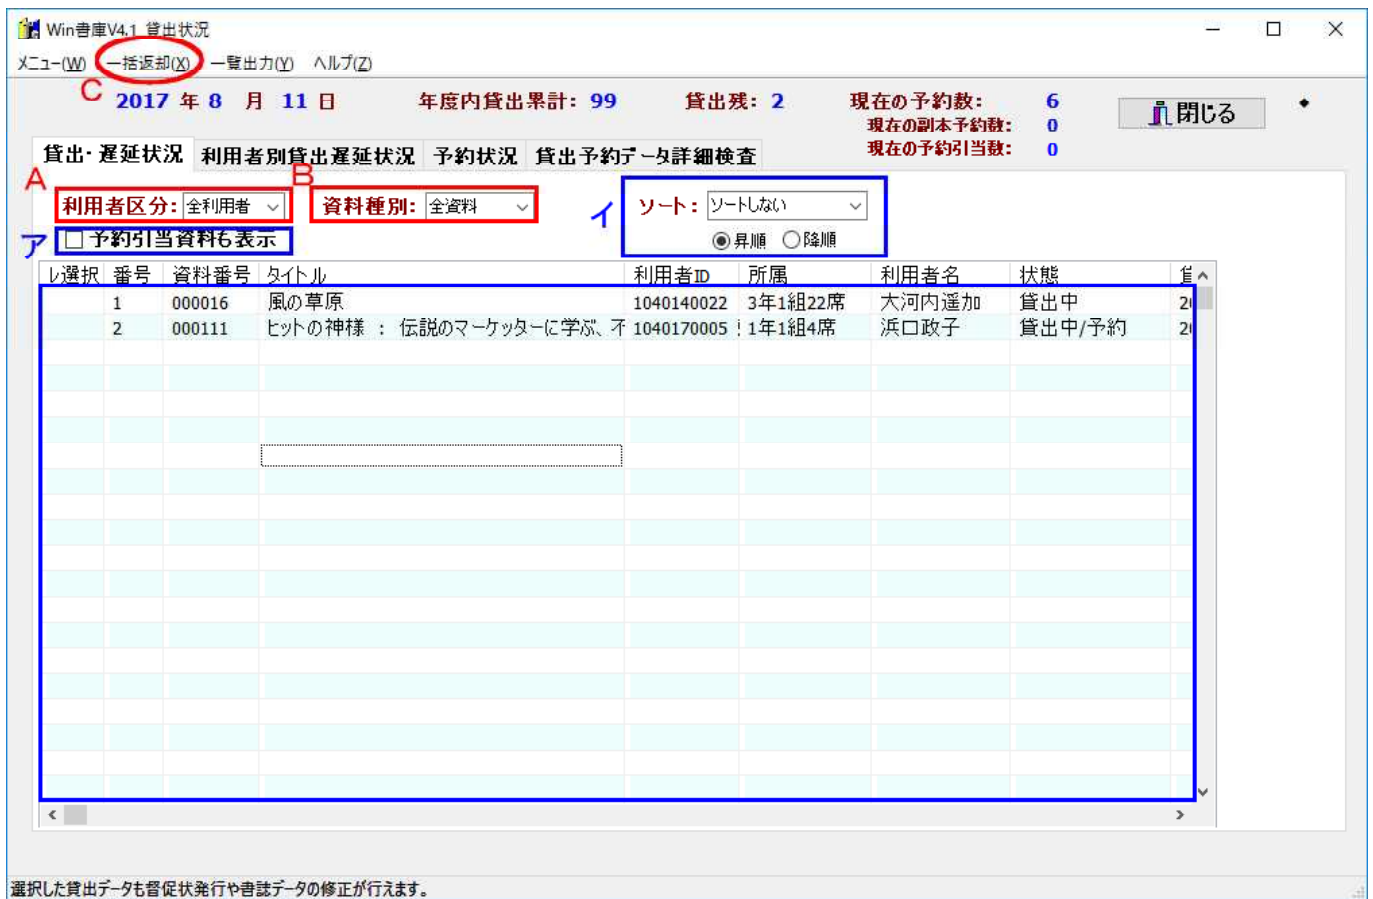 Win書庫V4.1 貸出状況
メニュー(W) 一括返却(X) 一覧出力(Y) ヘルプ(Z)
C 2017 年 8 月 11 日 年度内貸出累計: 99 貸出残: 2 現在の予約数: 6
現在の副本予約数: 0
現在の予約引当数: 0
閉じる
貸出・遅延状況 利用者別貸出遅延状況 予約状況 貸出予約データ詳細検査
A 利用者区分: 全利用者 B 資料種別: 全資料 イ ソート: ソートしない
ア 予約引当資料も表示 昇順 降順
レ選択 番号 資料番号 タイトル 利用者ID 所属 利用者名 状態
1 000016 風の草原 1040140022 3年1組22席 大河内遥加 貸出中
2 000111 ヒットの神様 : 伝説のマーケッターに学ぶ、不 1040170005 1年1組4席 浜口政子 貸出中/予約
選択した貸出データも督促状発行や書誌データの修正が行えます。